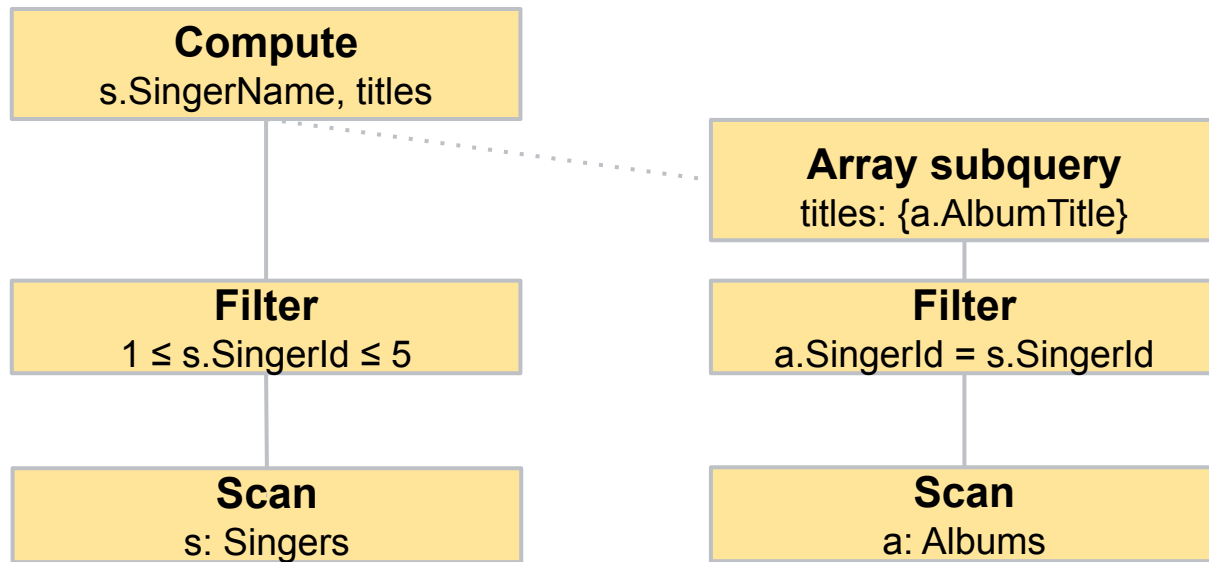 Compute
s.SingerName, titles
Array subquery
titles: {a.AlbumTitle}
Filter
1 ≤ s.SingerId ≤ 5
Filter
a.SingerId = s.SingerId
Scan
s: Singers
Scan
a: Albums